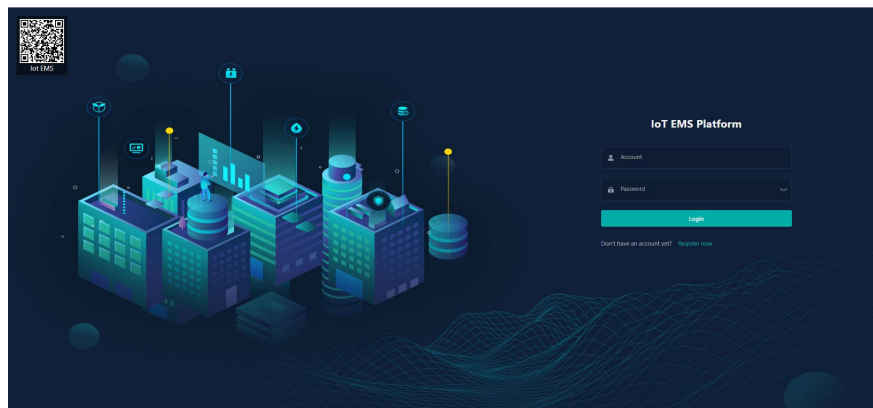 Iot EMS
IoT EMS Platform
Account
Password
Login
Don't have an account yet? Register now